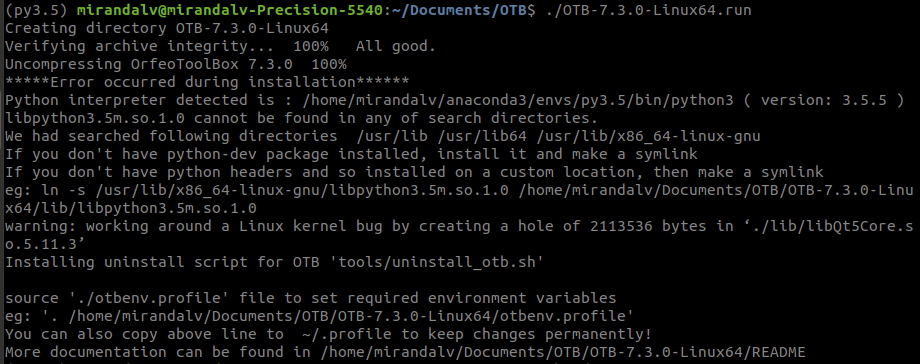 (py3.5) mirandalv@mirandalv-Precision-5540:~/Documents/OTB$ ./OTB-7.3.0-Linux64.run
Creating directory OTB-7.3.0-Linux64
Verifying archive integrity...  100%   All good.
Uncompressing OrfeoToolBox 7.3.0  100%
*****Error occurred during installation******
Python interpreter detected is : /home/mirandalv/anaconda3/envs/py3.5/bin/python3 ( version: 3.5.5 )
libpython3.5m.so.1.0 cannot be found in any of search directories.
We had searched following directories  /usr/lib /usr/lib64 /usr/lib/x86_64-linux-gnu
If you don't have python-dev package installed, install it and make a symlink
If you don't have python headers and so installed on a custom location, then make a symlink
eg: ln -s /usr/lib/x86_64-linux-gnu/libpython3.5m.so.1.0 /home/mirandalv/Documents/OTB/OTB-7.3.0-Linu
x64/lib/libpython3.5m.so.1.0
warning: working around a Linux kernel bug by creating a hole of 2113536 bytes in ‘./lib/libQt5Core.s
o.5.11.3’
Installing uninstall script for OTB 'tools/uninstall_otb.sh'
source './otbenv.profile' file to set required environment variables
eg: '. /home/mirandalv/Documents/OTB/OTB-7.3.0-Linux64/otbenv.profile'
You can also copy above line to  ~/.profile to keep changes permanently!
More documentation can be found in /home/mirandalv/Documents/OTB/OTB-7.3.0-Linux64/README